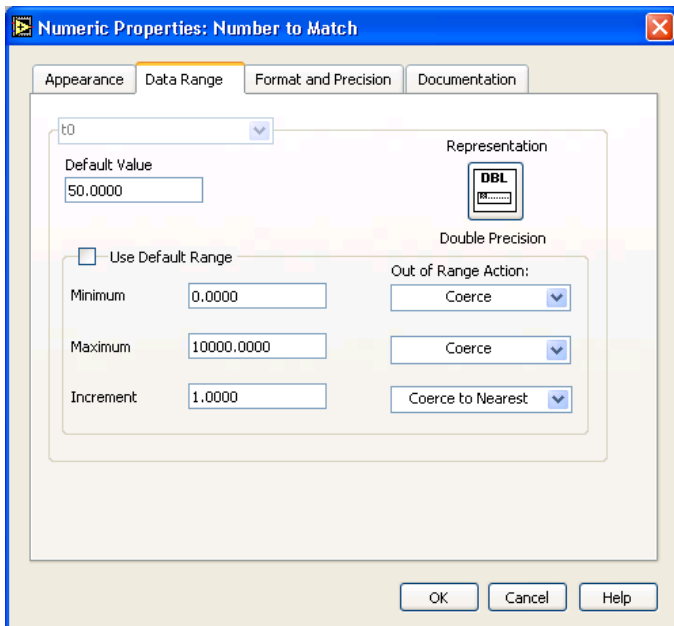 Numeric Properties: Number to Match
Appearance
Data Range
Format and Precision
Documentation
t0
Representation
Default Value
50.0000
DBL
Double Precision
Use Default Range
Out of Range Action:
Minimum
0.0000
Coerce
Maximum
10000.0000
Coerce
Increment
1.0000
Coerce to Nearest
OK
Cancel
Help